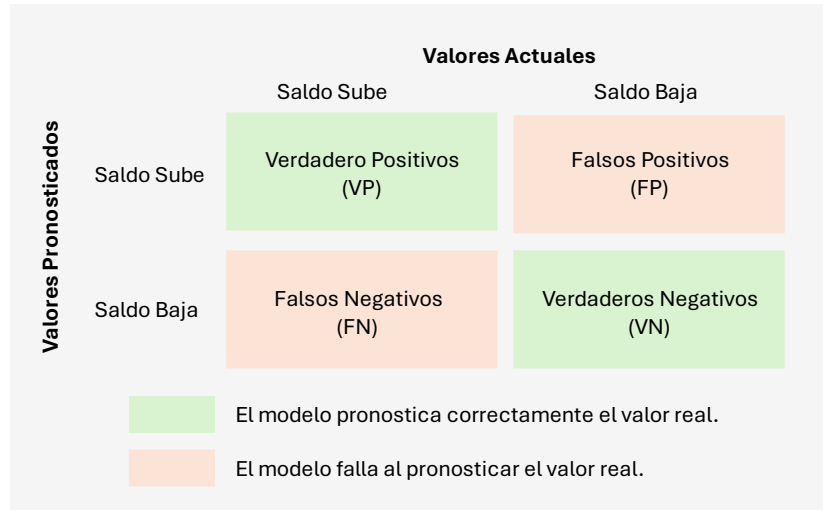 Valores Actuales
Saldo Sube
Saldo Baja
Valores Pronosticados
Saldo Sube
Verdadero Positivos
(VP)
Falsos Positivos
(FP)
Saldo Baja
Falsos Negativos
(FN)
Verdaderos Negativos
(VN)
El modelo pronostica correctamente el valor real.
El modelo falla al pronosticar el valor real.